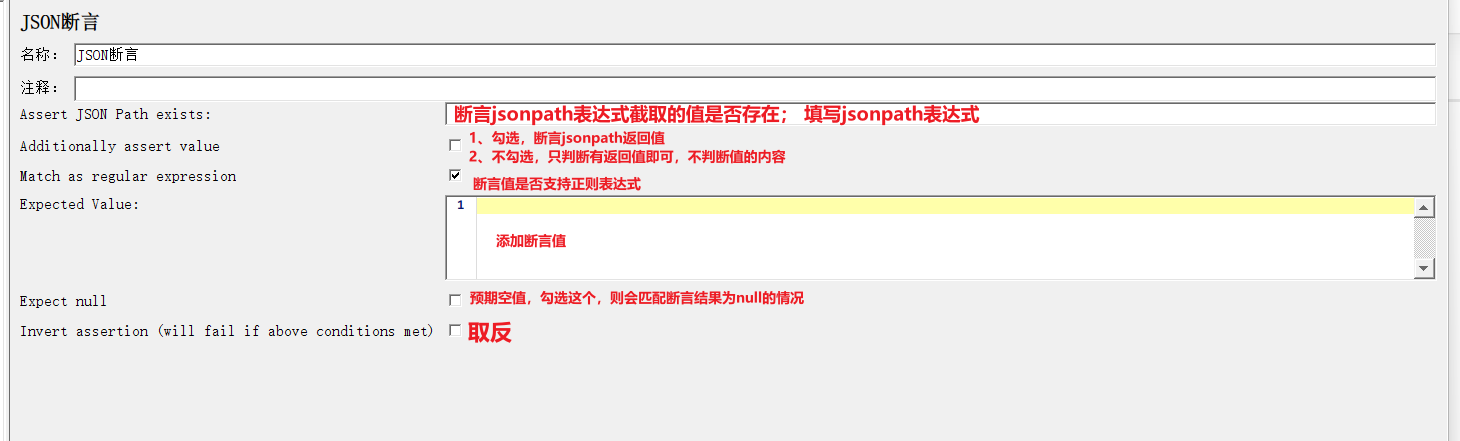 JSON断言
名称： JSON断言
注释：
Assert JSON Path exists: 断言jsonpath表达式截取的值是否存在； 填写jsonpath表达式
Additionally assert value 1、勾选，断言jsonpath返回值
2、不勾选，只判断有返回值即可，不判断值的内容
Match as regular expression 断言值是否支持正则表达式
Expected Value: 1
添加断言值
Expect null 预期空值，勾选这个，则会匹配断言结果为null的情况
Invert assertion (will fail if above conditions met) 取反